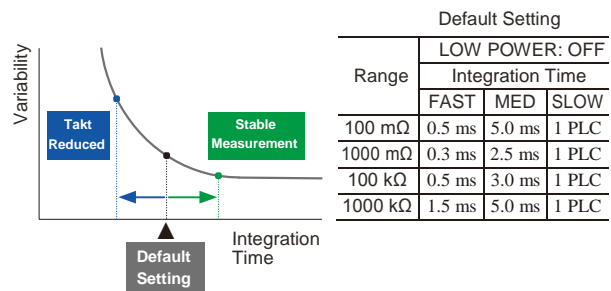 Variability
Takt
Reduced
Stable
Measurement
Integration
Time
Default
Setting
Default Setting
Range
LOW POWER: OFF
Integration Time
FAST MED SLOW
100 mΩ 0.5 ms 5.0 ms 1 PLC
1000 mΩ 0.3 ms 2.5 ms 1 PLC
100 kΩ 0.5 ms 3.0 ms 1 PLC
1000 kΩ 1.5 ms 5.0 ms 1 PLC